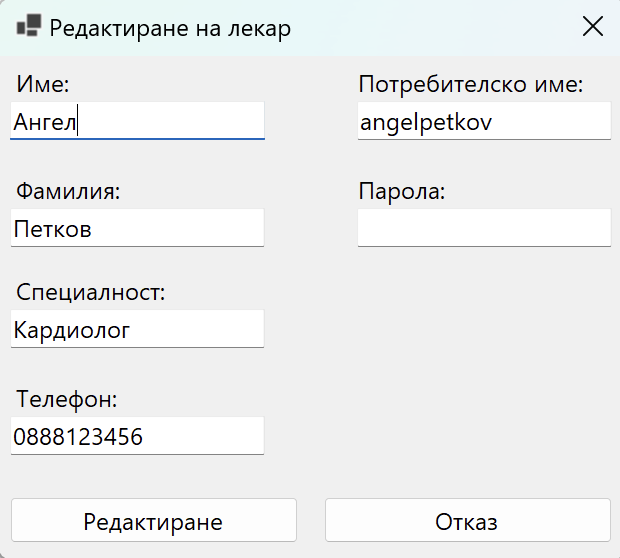 Редактиране на лекар
Име:
Ангел
Потребителско име:
angelpetkov
Фамилия:
Петков
Парола:
Специалност:
Кардиолог
Телефон:
0888123456
Редактиране
Отказ